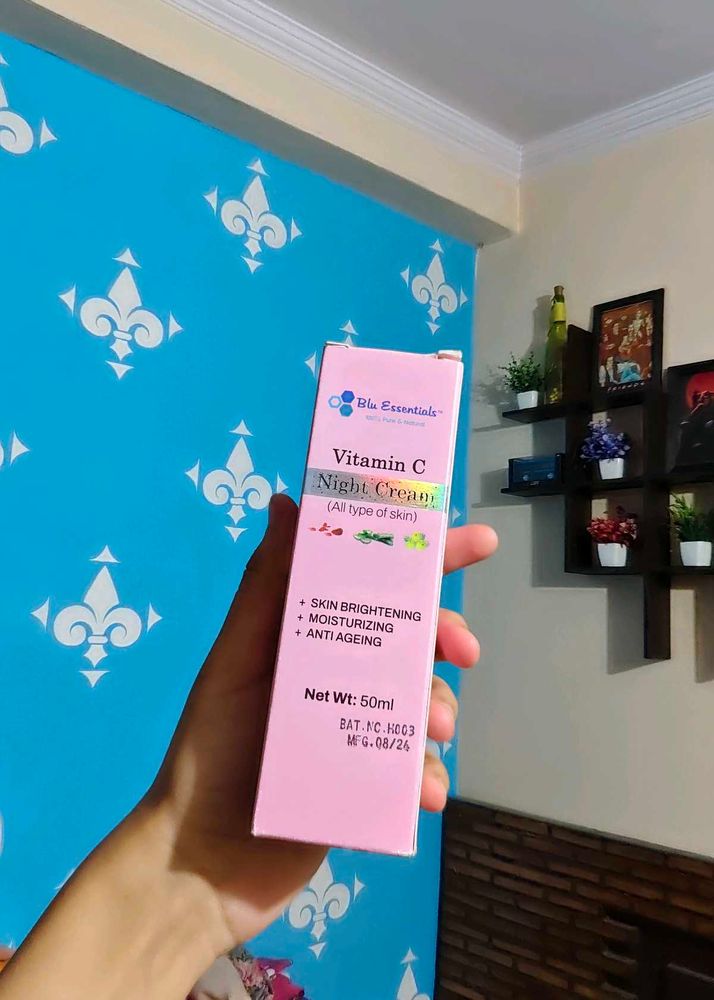 Blu Essentials™
100% Pure & Natural
Vitamin C
Night Cream
(All type of skin)
+ SKIN BRIGHTENING
+ MOISTURIZING
+ ANTI AGEING
Net Wt: 50ml
BAT.NO.H003
MFG.08/24
FRIENDS